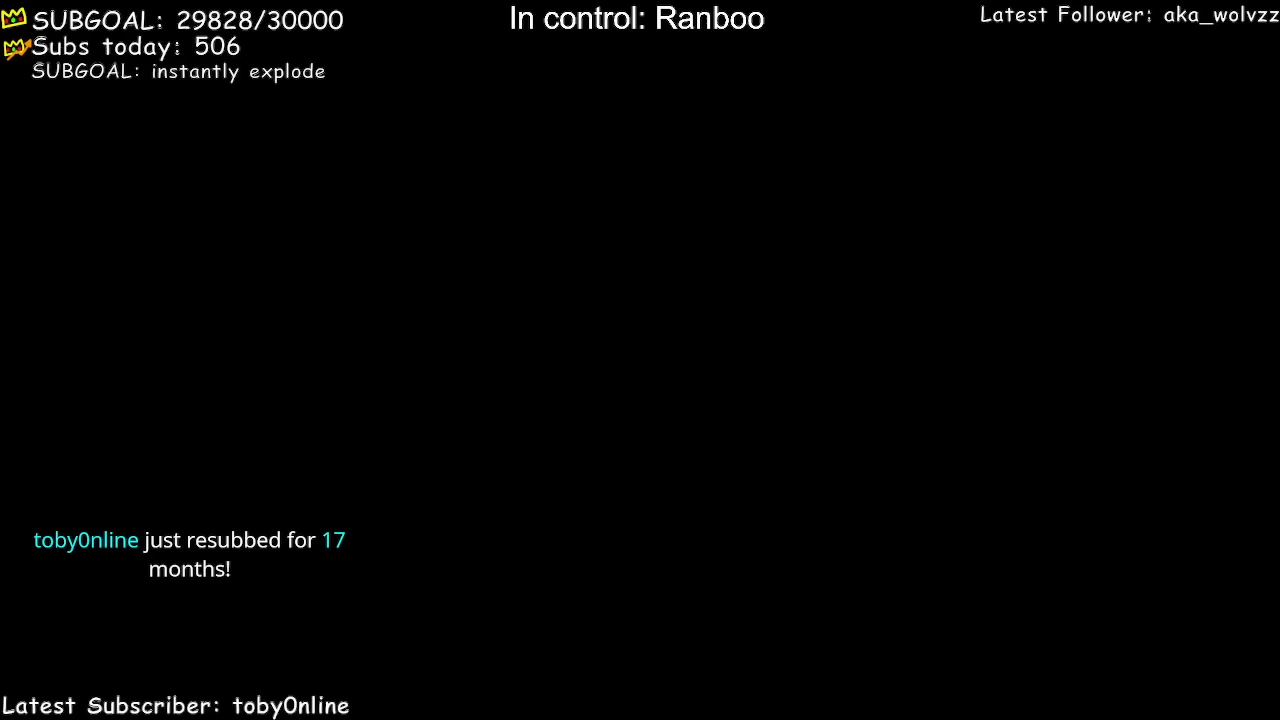 SUBGOAL: 29828/30000
Subs today: 506
SUBGOAL: instantly explode
In control: Ranboo
Latest Follower: aka_wolvzz
toby0nline just resubbed for 17
months!
Latest Subscriber: toby0nline